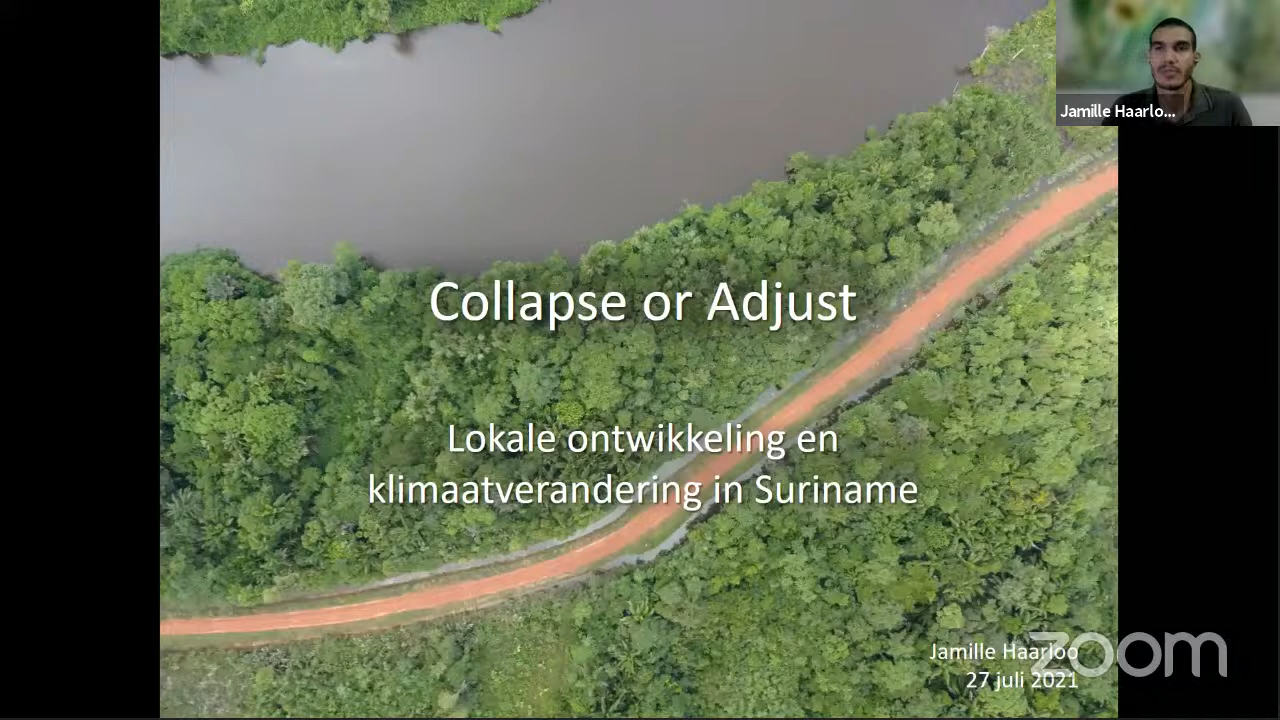 Jamille Haarlo...
Collapse or Adjust
Lokale ontwikkeling en
klimaatverandering in Suriname
Jamille Haarloo
27 juli 2021
zoom